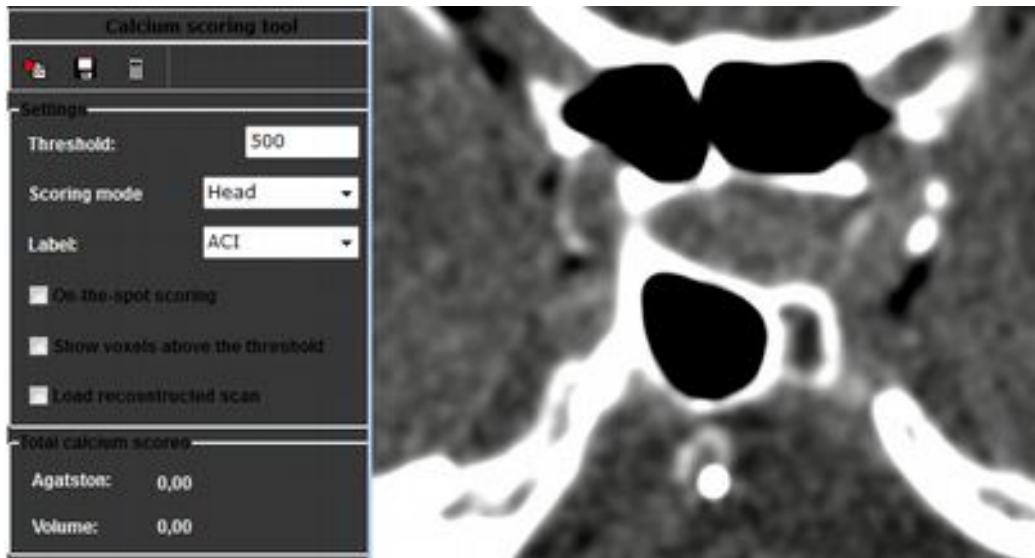 Calcium scoring tool
Settings
Threshold: 500
Scoring mode Head
Label: ACI
On-the-spot scoring
Show voxels above the threshold
Load reconstructed scan
Total calcium scores
Agatston: 0,00
Volume: 0,00